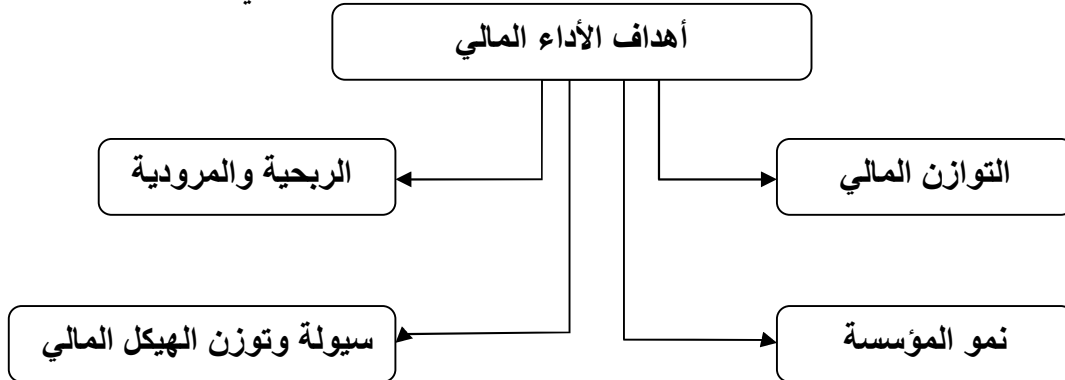 أهداف الأداء المالي
التوازن المالي
الربحية والمرودية
نمو المؤسسة
سيولة وتوزن الهيكل المالي